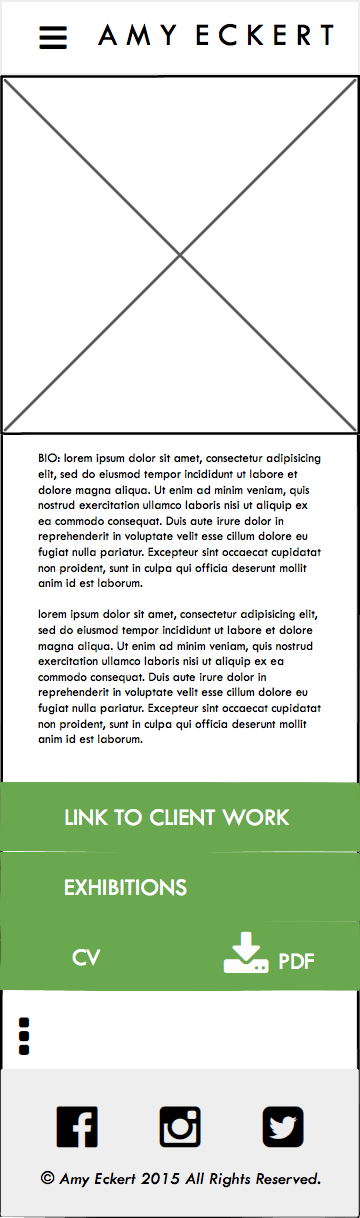 AMY ECKERT
BIO: lorem ipsum dolor sit amet, consectetur adipisicing
elit, sed do eiusmod tempor incididunt ut labore et
dolore magna aliqua. Ut enim ad minim veniam, quis
nostrud exercitation ullamco laboris nisi ut aliquip ex
ea commodo consequat. Duis aute irure dolor in
reprehenderit in voluptate velit esse cillum dolore eu
fugiat nulla pariatur. Excepteur sint occaecat cupidatat
non proident, sunt in culpa qui officia deserunt mollit
anim id est laborum.
lorem ipsum dolor sit amet, consectetur adipisicing elit,
sed do eiusmod tempor incididunt ut labore et dolore
magna aliqua. Ut enim ad minim veniam, quis nostrud
exercitation ullamco laboris nisi ut aliquip ex ea
commodo consequat. Duis aute irure dolor in
reprehenderit in voluptate velit esse cillum dolore eu
fugiat nulla pariatur. Excepteur sint occaecat cupidatat
non proident, sunt in culpa qui officia deserunt mollit
anim id est laborum.
LINK TO CLIENT WORK
EXHIBITIONS
CV PDF
© Amy Eckert 2015 All Rights Reserved.